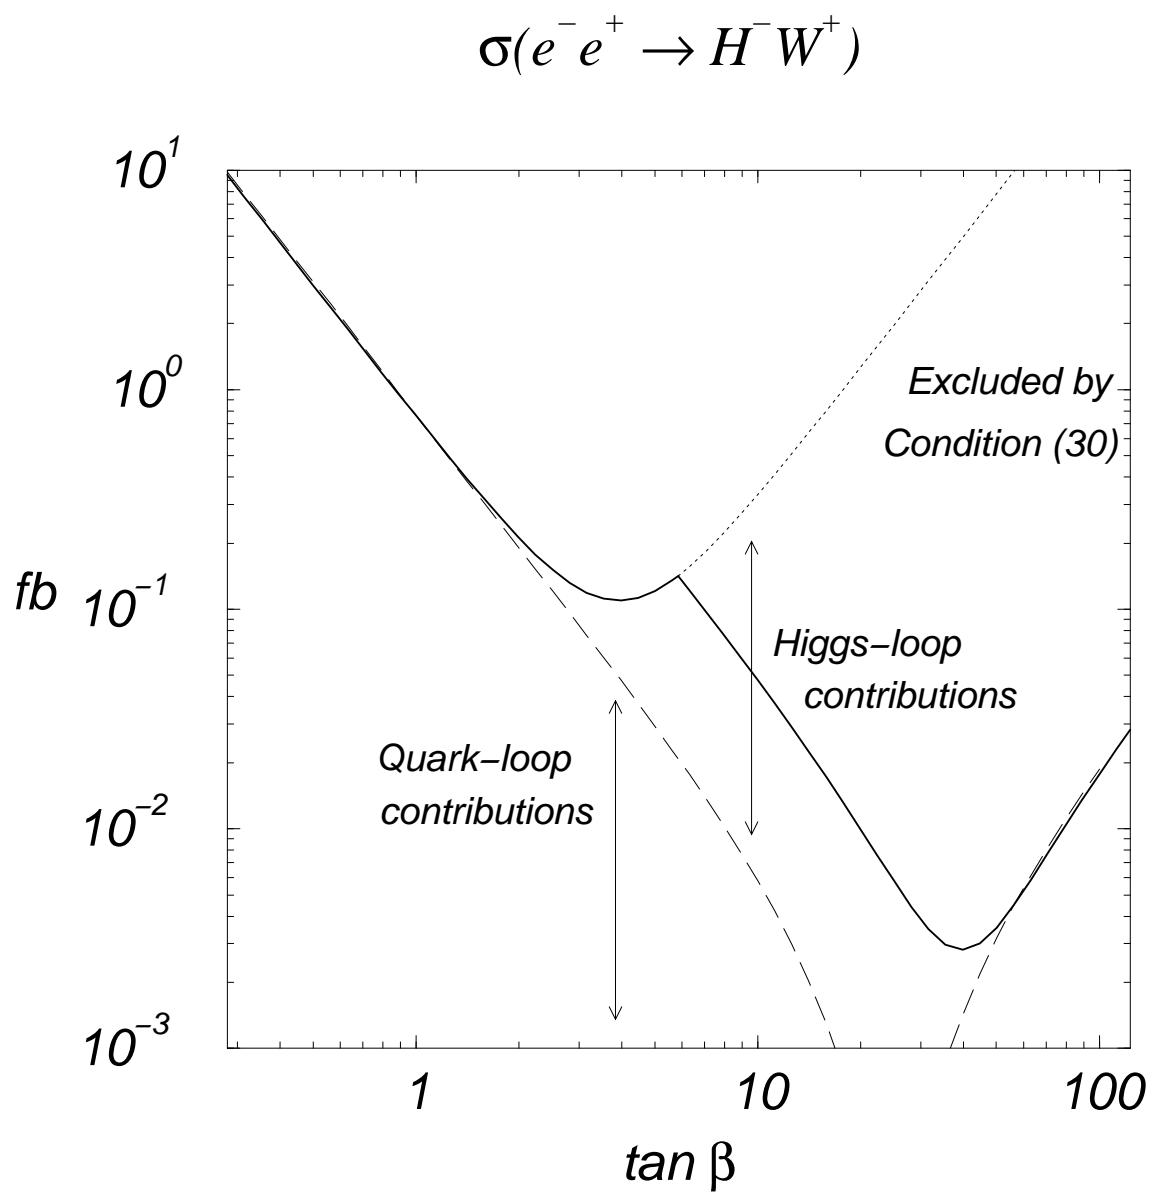 σ(e⁻e⁺ → H⁻W⁺)
10¹
10⁰
Excluded by
Condition (30)
fb
10⁻¹
Higgs−loop
contributions
Quark−loop
contributions
10⁻²
10⁻³
1 10 100
tan β